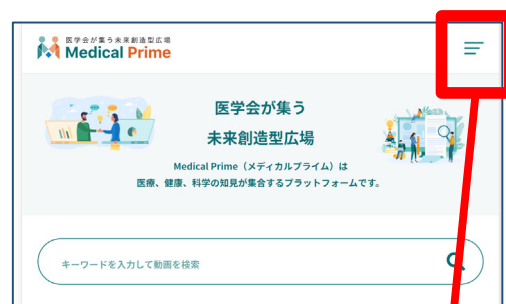 医学会が集う未来創造型広場
Medical Prime
医学会が集う
未来創造型広場
Medical Prime（メディカルプライム）は
医療、健康、科学の知見が集合するプラットフォームです。
キーワードを入力して動画を検索